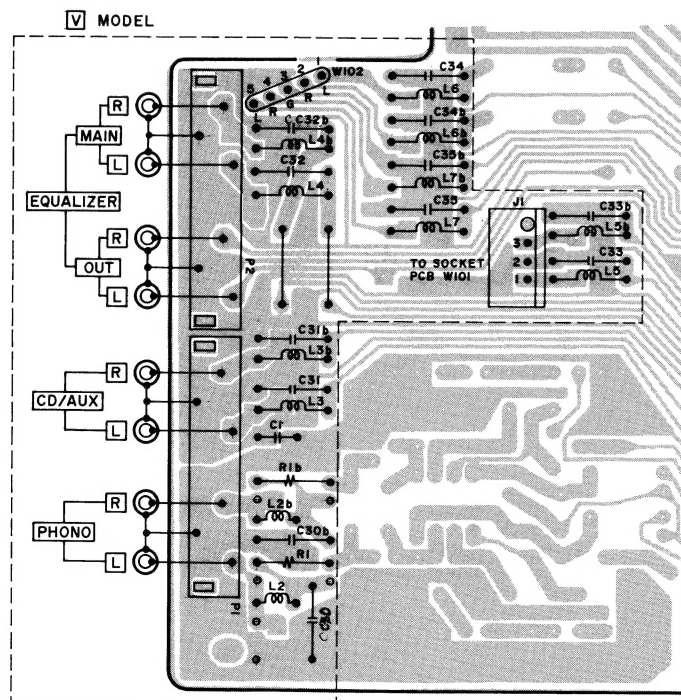 V MODEL
1
2
3
4
5
W102
L
R
G
R
L
C34
L6
C34b
L6b
C35b
L7b
C35
L7
C32b
L4b
C32
L4
R
MAIN
L
EQUALIZER
R
OUT
L
P2
J1
3
2
1
TO SOCKET
PCB W101
C33b
L5b
C33
L5
C31b
L3b
C31
L3
C1
R
CD/AUX
L
R1b
L2b
C30b
R1
L2
C30
R
PHONO
L
P1